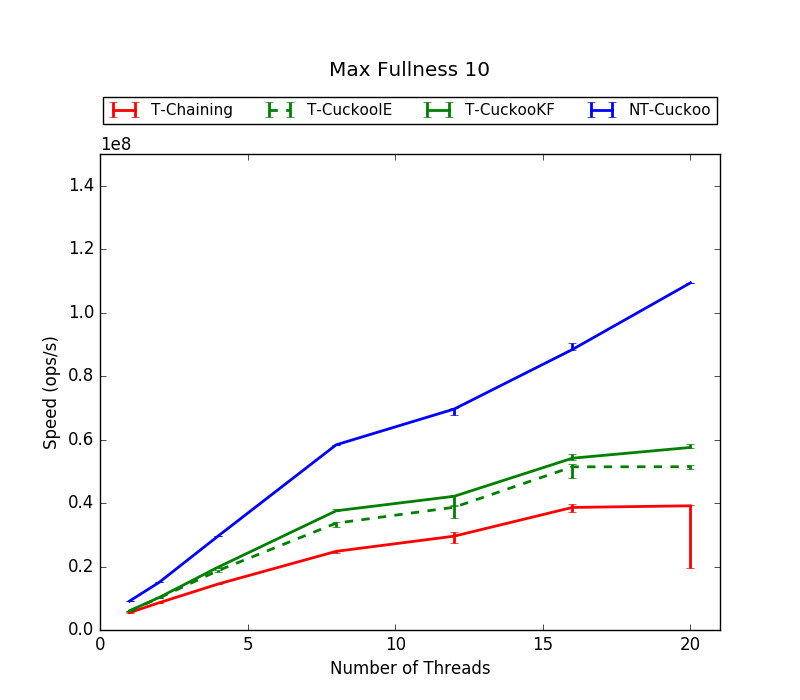 Max Fullness 10
T-Chaining T-CuckooIE T-CuckooKF NT-Cuckoo
1e8
1.4
1.2
1.0
0.8
0.6
0.4
0.2
0.0
Speed (ops/s)
0 5 10 15 20
Number of Threads